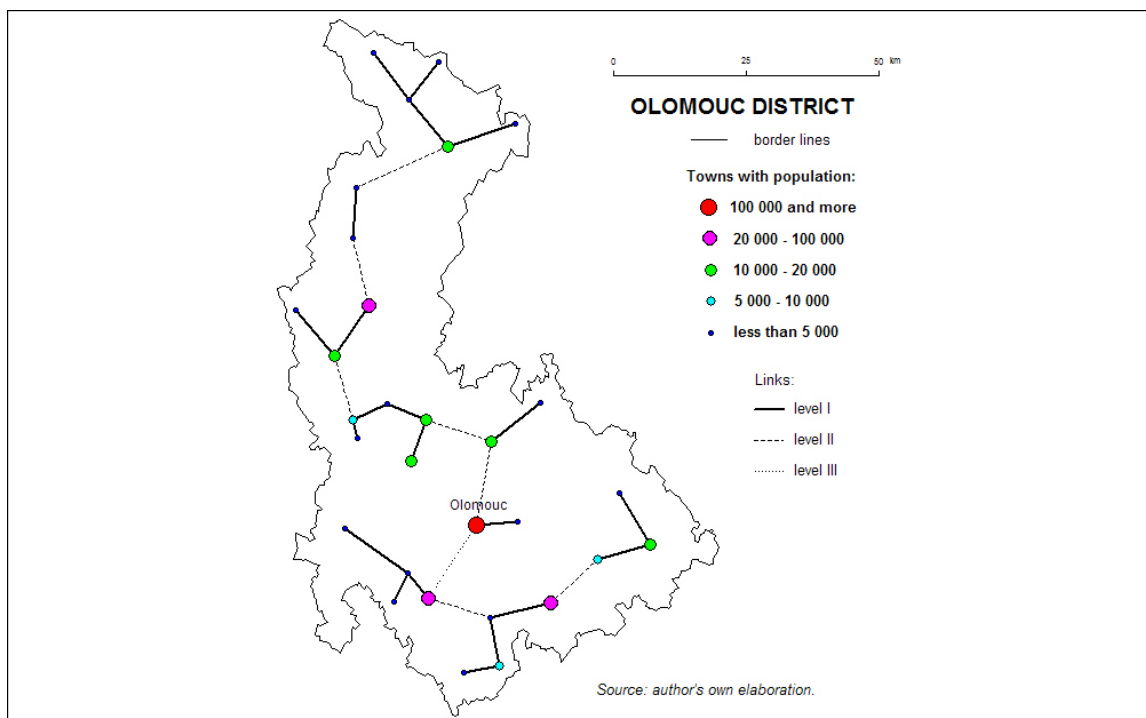 0 25 50 km
OLOMOUC DISTRICT
border lines
Towns with population:
100 000 and more
20 000 - 100 000
10 000 - 20 000
5 000 - 10 000
less than 5 000
Links:
level I
level II
level III
Olomouc
Source: author's own elaboration.